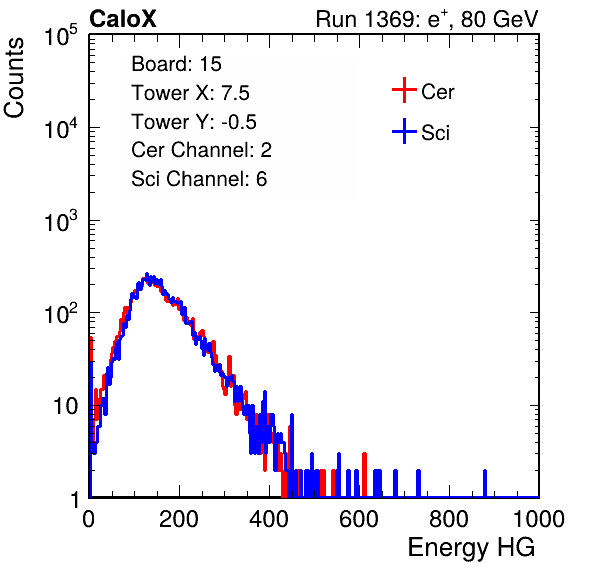 CaloX Run 1369: e⁺, 80 GeV
Counts
10⁵
10⁴
10³
10²
10
1
Board: 15
Tower X: 7.5
Tower Y: -0.5
Cer Channel: 2
Sci Channel: 6
Cer
Sci
0 200 400 600 800 1000
Energy HG